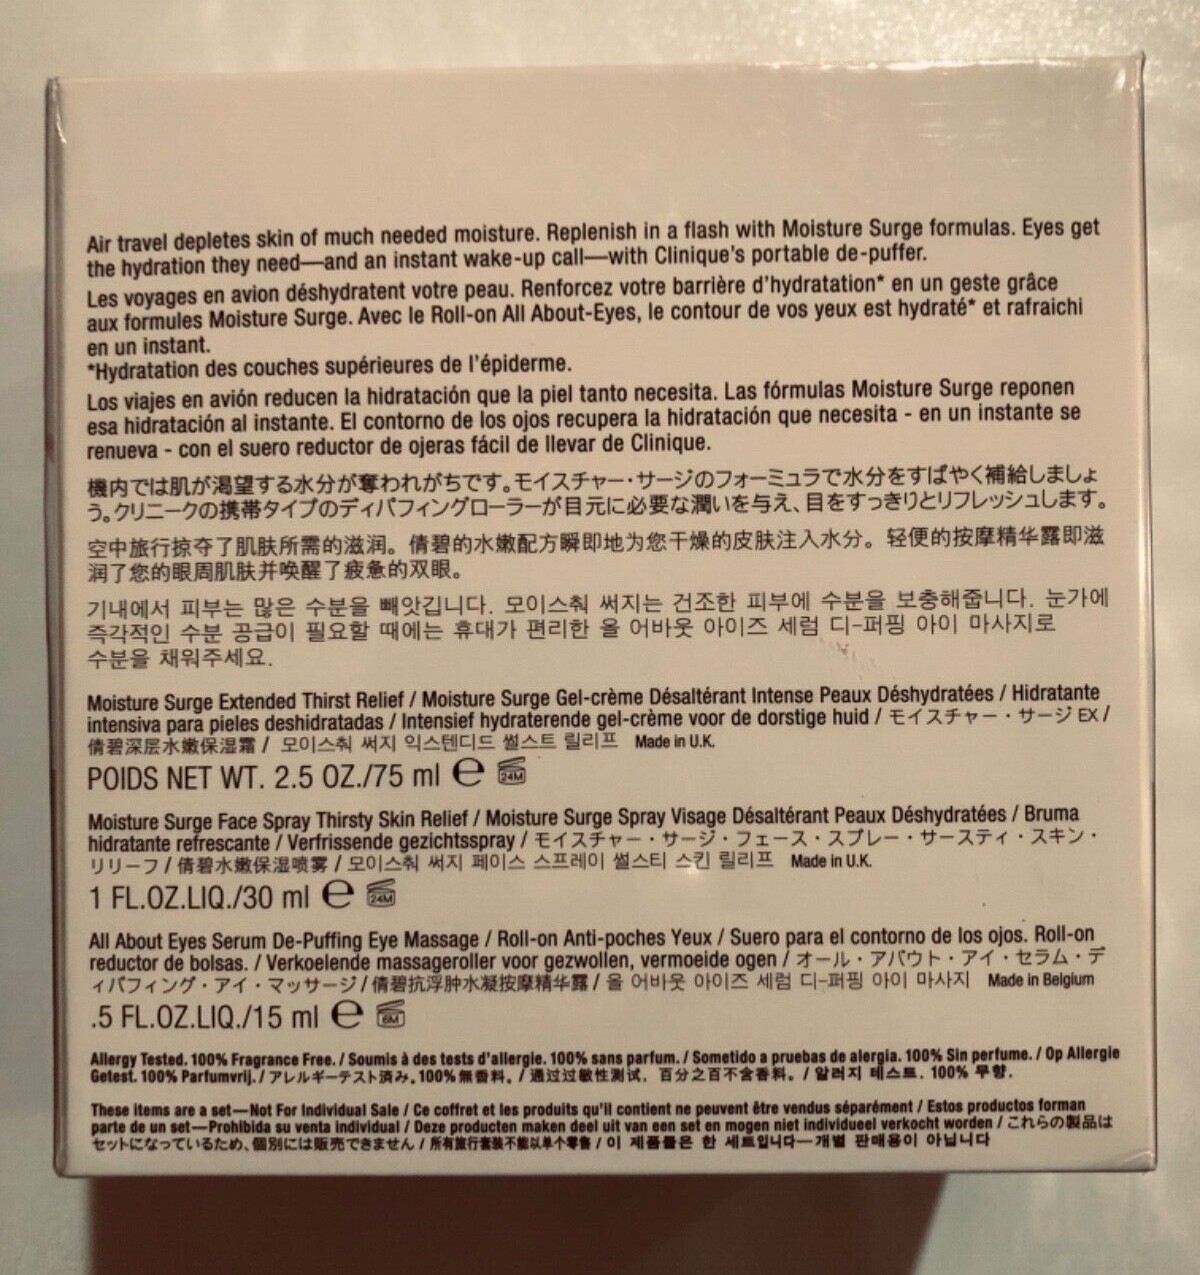 Air travel depletes skin of much needed moisture. Replenish in a flash with Moisture Surge formulas. Eyes get
the hydration they need—and an instant wake-up call—with Clinique's portable de-puffer.
Les voyages en avion déshydratent votre peau. Renforcez votre barrière d'hydratation* en un geste grâce
aux formules Moisture Surge. Avec le Roll-on All About-Eyes, le contour de vos yeux est hydraté* et rafraichi
en un instant.
*Hydratation des couches supérieures de l'épiderme.
Los viajes en avión reducen la hidratación que la piel tanto necesita. Las fórmulas Moisture Surge reponen
esa hidratación al instante. El contorno de los ojos recupera la hidratación que necesita - en un instante se
renueva - con el suero reductor de ojeras fácil de llevar de Clinique.
機内では肌が渇望する水分が奪われがちです。モイスチャー・サージのフォーミュラで水分をすばやく補給しましょ
う。クリニークの携帯タイプのディパフィングローラーが目元に必要な潤いを与え、目をすっきりとリフレッシュします。
空中旅行掠夺了肌肤所需的滋润。倩碧的水嫩配方瞬即地为您干燥的皮肤注入水分。轻便的按摩精华露即滋
润了您的眼周肌肤并唤醒了疲惫的双眼。
기내에서 피부는 많은 수분을 빼앗깁니다. 모이스춰 써지는 건조한 피부에 수분을 보충해줍니다. 눈가에
즉각적인 수분 공급이 필요할 때에는 휴대가 편리한 올 어바웃 아이즈 세럼 디-퍼핑 아이 마사지로
수분을 채워주세요.
Moisture Surge Extended Thirst Relief / Moisture Surge Gel-crème Désaltérant Intense Peaux Déshydratées / Hidratante
intensiva para pieles deshidratadas / Intensief hydraterende gel-crème voor de dorstige huid / モイスチャー・サージ EX /
倩碧深层水嫩保湿霜 / 모이스춰 써지 익스텐디드 썰스트 릴리프 Made in U.K.
POIDS NET WT. 2.5 OZ./75 ml ℮ 24M
Moisture Surge Face Spray Thirsty Skin Relief / Moisture Surge Spray Visage Désaltérant Peaux Déshydratées / Bruma
hidratante refrescante / Verfrissende gezichtsspray / モイスチャー・サージ・フェース・スプレー・サースティ・スキン・
リリーフ / 倩碧水嫩保湿喷雾 / 모이스춰 써지 페이스 스프레이 썰스티 스킨 릴리프 Made in U.K.
1 FL.OZ.LIQ./30 ml ℮ 24M
All About Eyes Serum De-Puffing Eye Massage / Roll-on Anti-poches Yeux / Suero para el contorno de los ojos. Roll-on
reductor de bolsas. / Verkoelende massageroller voor gezwollen, vermoeide ogen / オール・アバウト・アイ・セラム・デ
ィパフィング・アイ・マッサージ / 倩碧抗浮肿水凝按摩精华露 / 올 어바웃 아이즈 세럼 디-퍼핑 아이 마사지 Made in Belgium
.5 FL.OZ.LIQ./15 ml ℮ 6M
Allergy Tested. 100% Fragrance Free. / Soumis à des tests d'allergie. 100% sans parfum. / Sometido a pruebas de alergia. 100% Sin perfume. / Op Allergie
Getest. 100% Parfumvrij. / アレルギーテスト済み。100%無香料。/ 通过过敏性测试，百分之百不含香料。/ 알러지 테스트. 100% 무향.
These items are a set—Not For Individual Sale / Ce coffret et les produits qu'il contient ne peuvent être vendus séparément / Estos productos forman
parte de un set—Prohibida su venta individual / Deze producten maken deel uit van een set en mogen niet individueel verkocht worden / これらの製品は
セットになっているため、個別には販売できません / 所有旅行套装不能以单个零售 / 이 제품들은 한 세트입니다—개별 판매용이 아닙니다